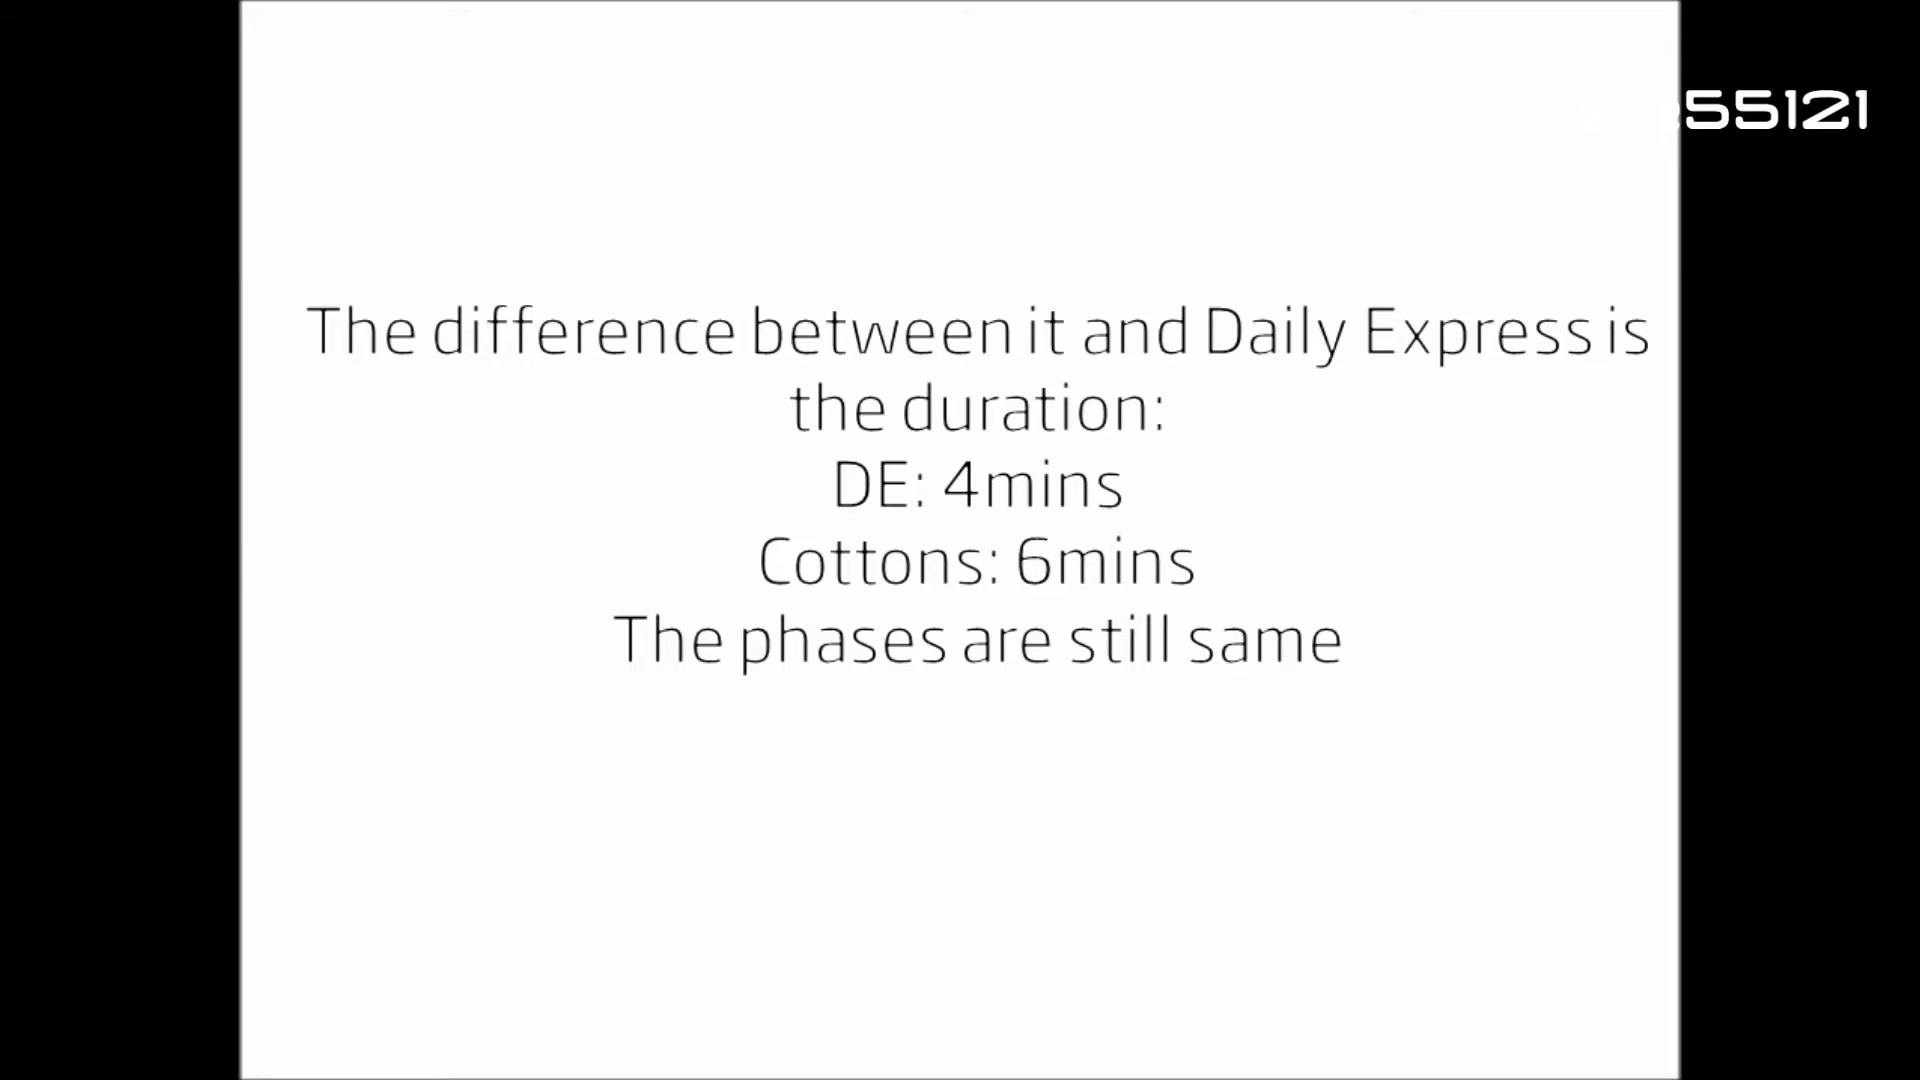 55121
The difference between it and Daily Express is
the duration:
DE: 4mins
Cottons: 6mins
The phases are still same